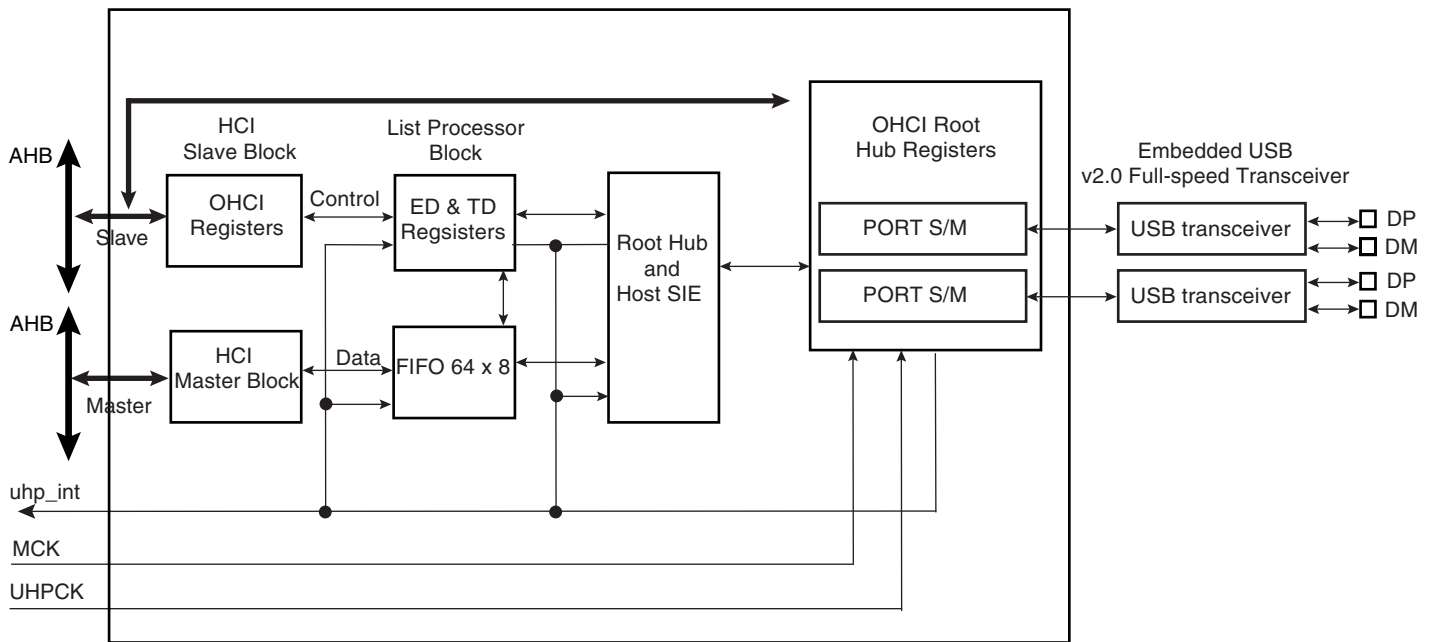 AHB
HCI
Slave Block
List Processor
Block
OHCI Root
Hub Registers
Embedded USB
v2.0 Full-speed Transceiver
OHCI
Registers
Control
ED & TD
Regsisters
Slave
Root Hub
and
Host SIE
PORT S/M
USB transceiver
DP
DM
PORT S/M
USB transceiver
DP
DM
AHB
HCI
Master Block
Data
FIFO 64 x 8
Master
uhp_int
MCK
UHPCK